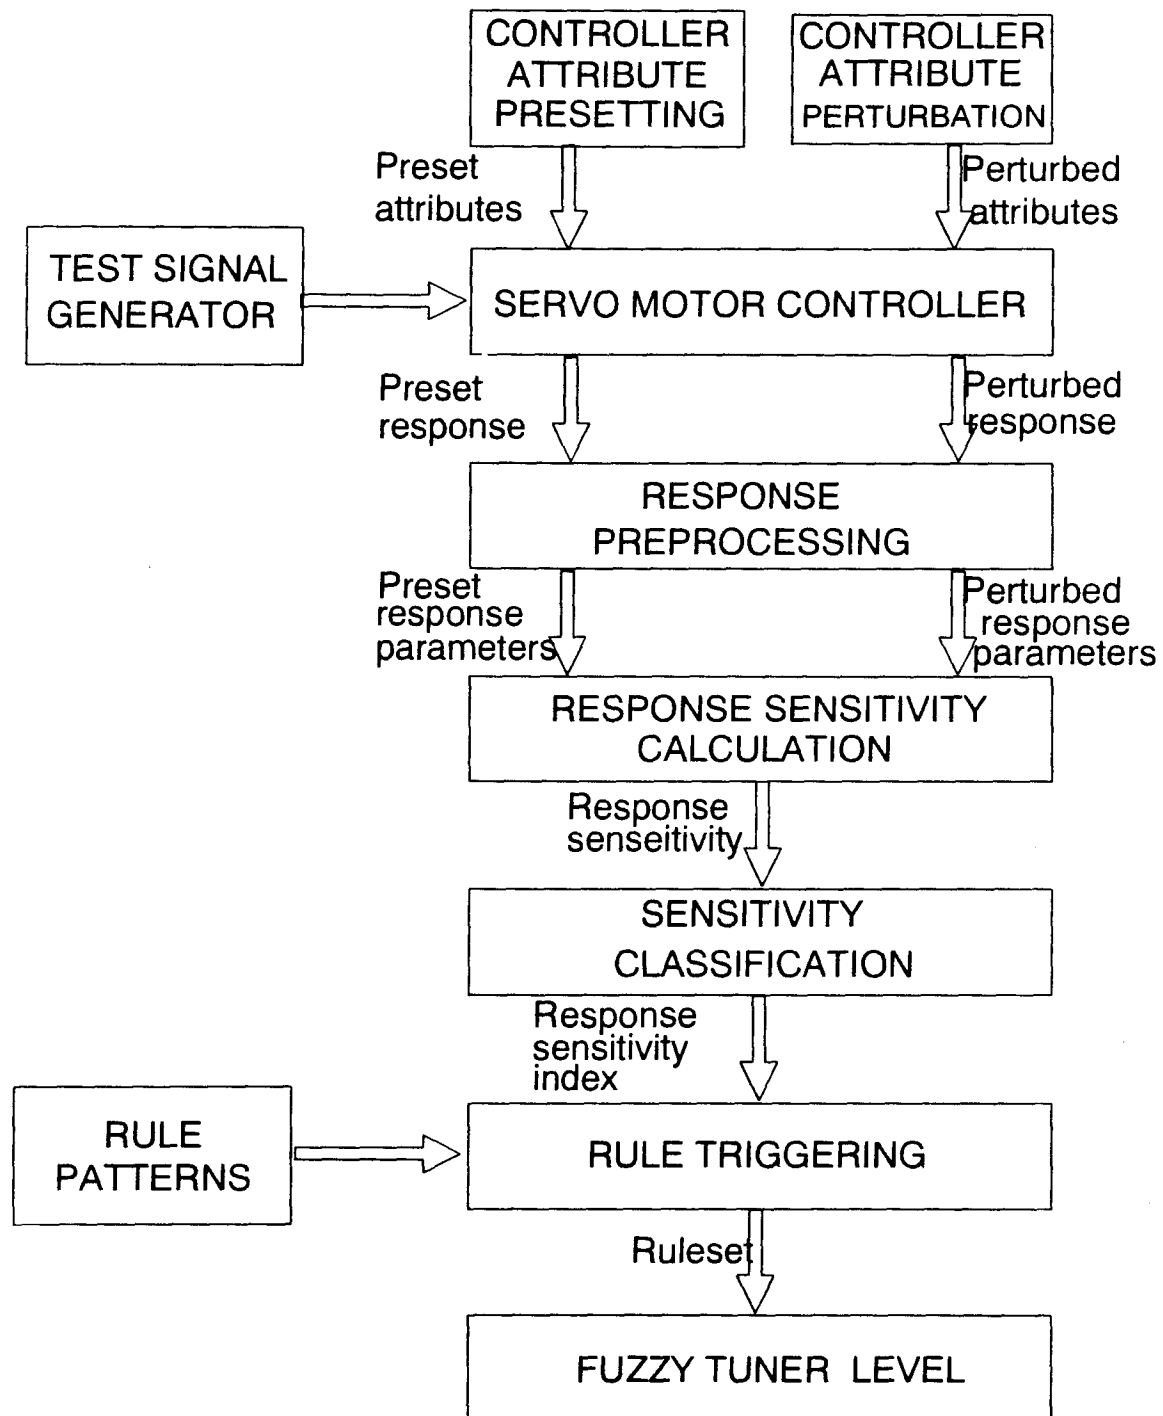 CONTROLLER
ATTRIBUTE
PRESETTING
CONTROLLER
ATTRIBUTE
PERTURBATION
Preset
attributes
Perturbed
attributes
TEST SIGNAL
GENERATOR
SERVO MOTOR CONTROLLER
Preset
response
Perturbed
response
RESPONSE
PREPROCESSING
Preset
response
parameters
Perturbed
response
parameters
RESPONSE SENSITIVITY
CALCULATION
Response
senseitivity
SENSITIVITY
CLASSIFICATION
Response
sensitivity
index
RULE
PATTERNS
RULE TRIGGERING
Ruleset
FUZZY TUNER LEVEL